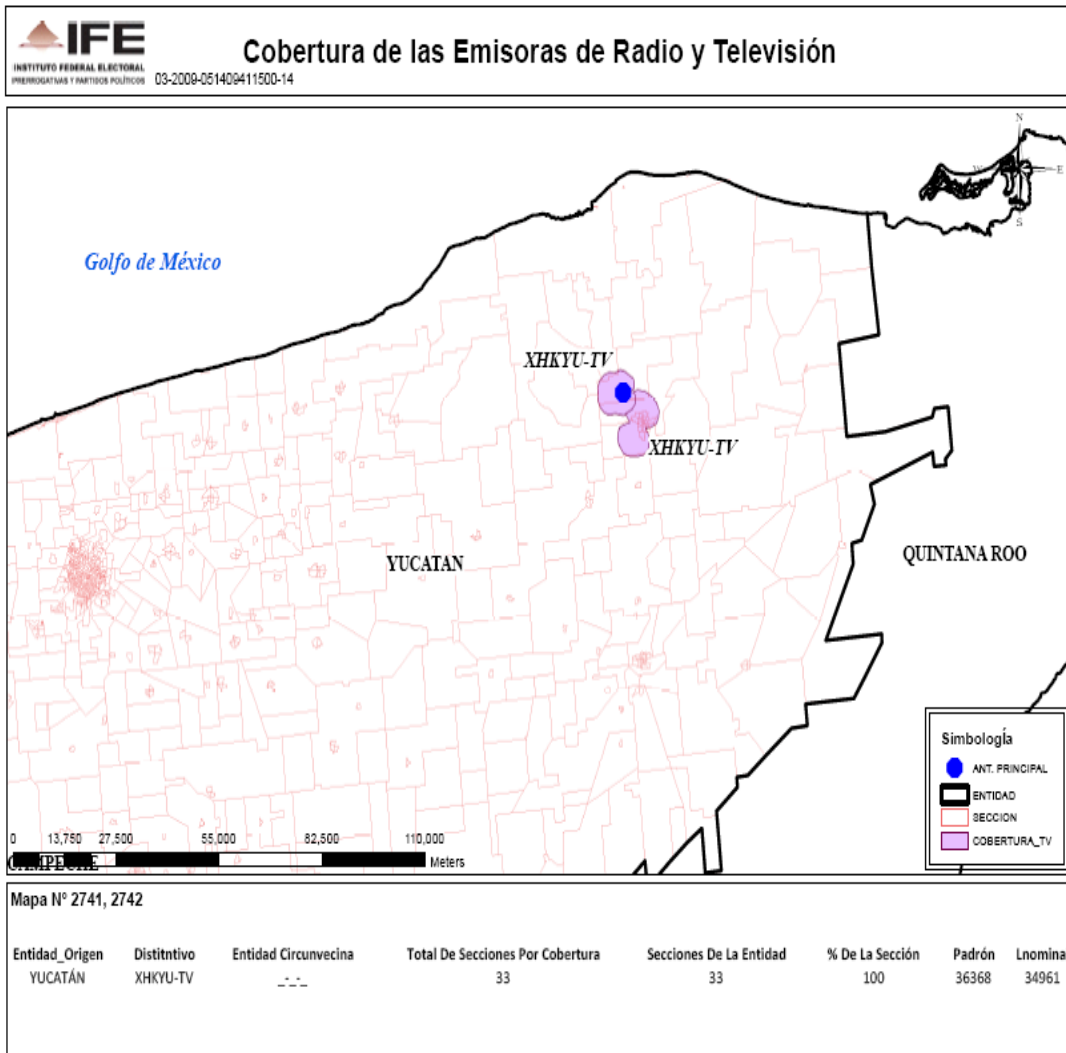 IFE
INSTITUTO FEDERAL ELECTORAL
PRERROGATIVAS Y PARTIDOS POLÍTICOS
Cobertura de las Emisoras de Radio y Televisión
03-2009-051409411500-14
N
W
E
S
Golfo de México
XHKYU-TV
XHKYU-TV
YUCATAN
QUINTANA ROO
Simbología
ANT. PRINCIPAL
ENTIDAD
SECCION
COBERTURA_TV
0 13,750 27,500 55,000 82,500 110,000
Meters
CAMPECHE
Mapa N° 2741, 2742
Entidad_Origen Distitntivo Entidad Circunvecina Total De Secciones Por Cobertura Secciones De La Entidad % De La Sección Padrón Lnomina
YUCATÁN XHKYU-TV _-_-_ 33 33 100 36368 34961